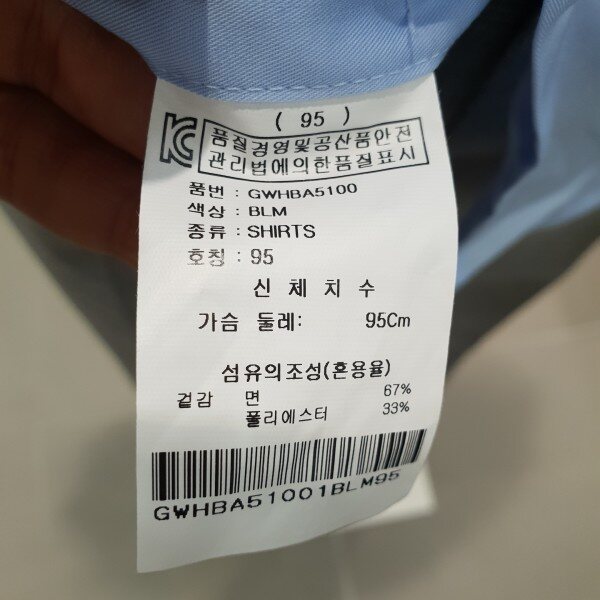 ( 95 )
품질경영및공산품안전
관리법에의한품질표시
품번 : GWHBA5100
색상 : BLM
종류 : SHIRTS
호칭 : 95
신 체 치 수
가슴 둘레: 95Cm
섬유의조성(혼용율)
겉감 면 67%
폴리에스터 33%
GWHBA51001BLM95